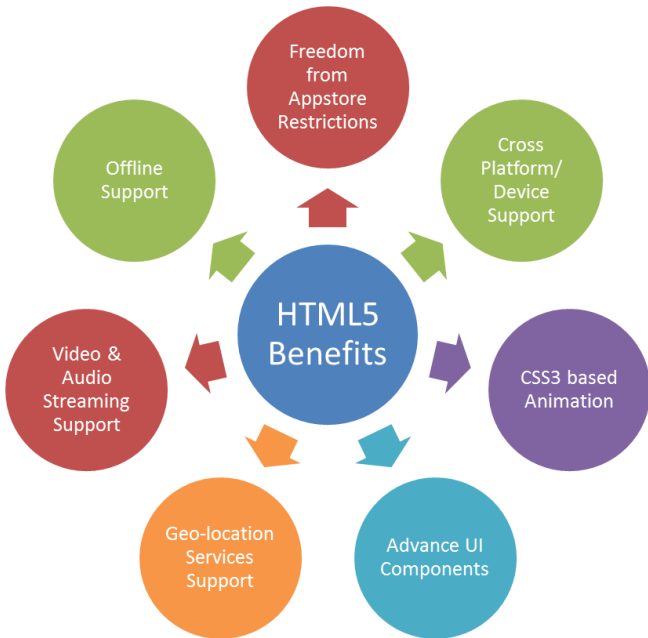 Freedom
from
Appstore
Restrictions
Cross
Platform/
Device
Support
CSS3 based
Animation
Advance UI
Components
Geo-location
Services
Support
Video &
Audio
Streaming
Support
Offline
Support
HTML5
Benefits